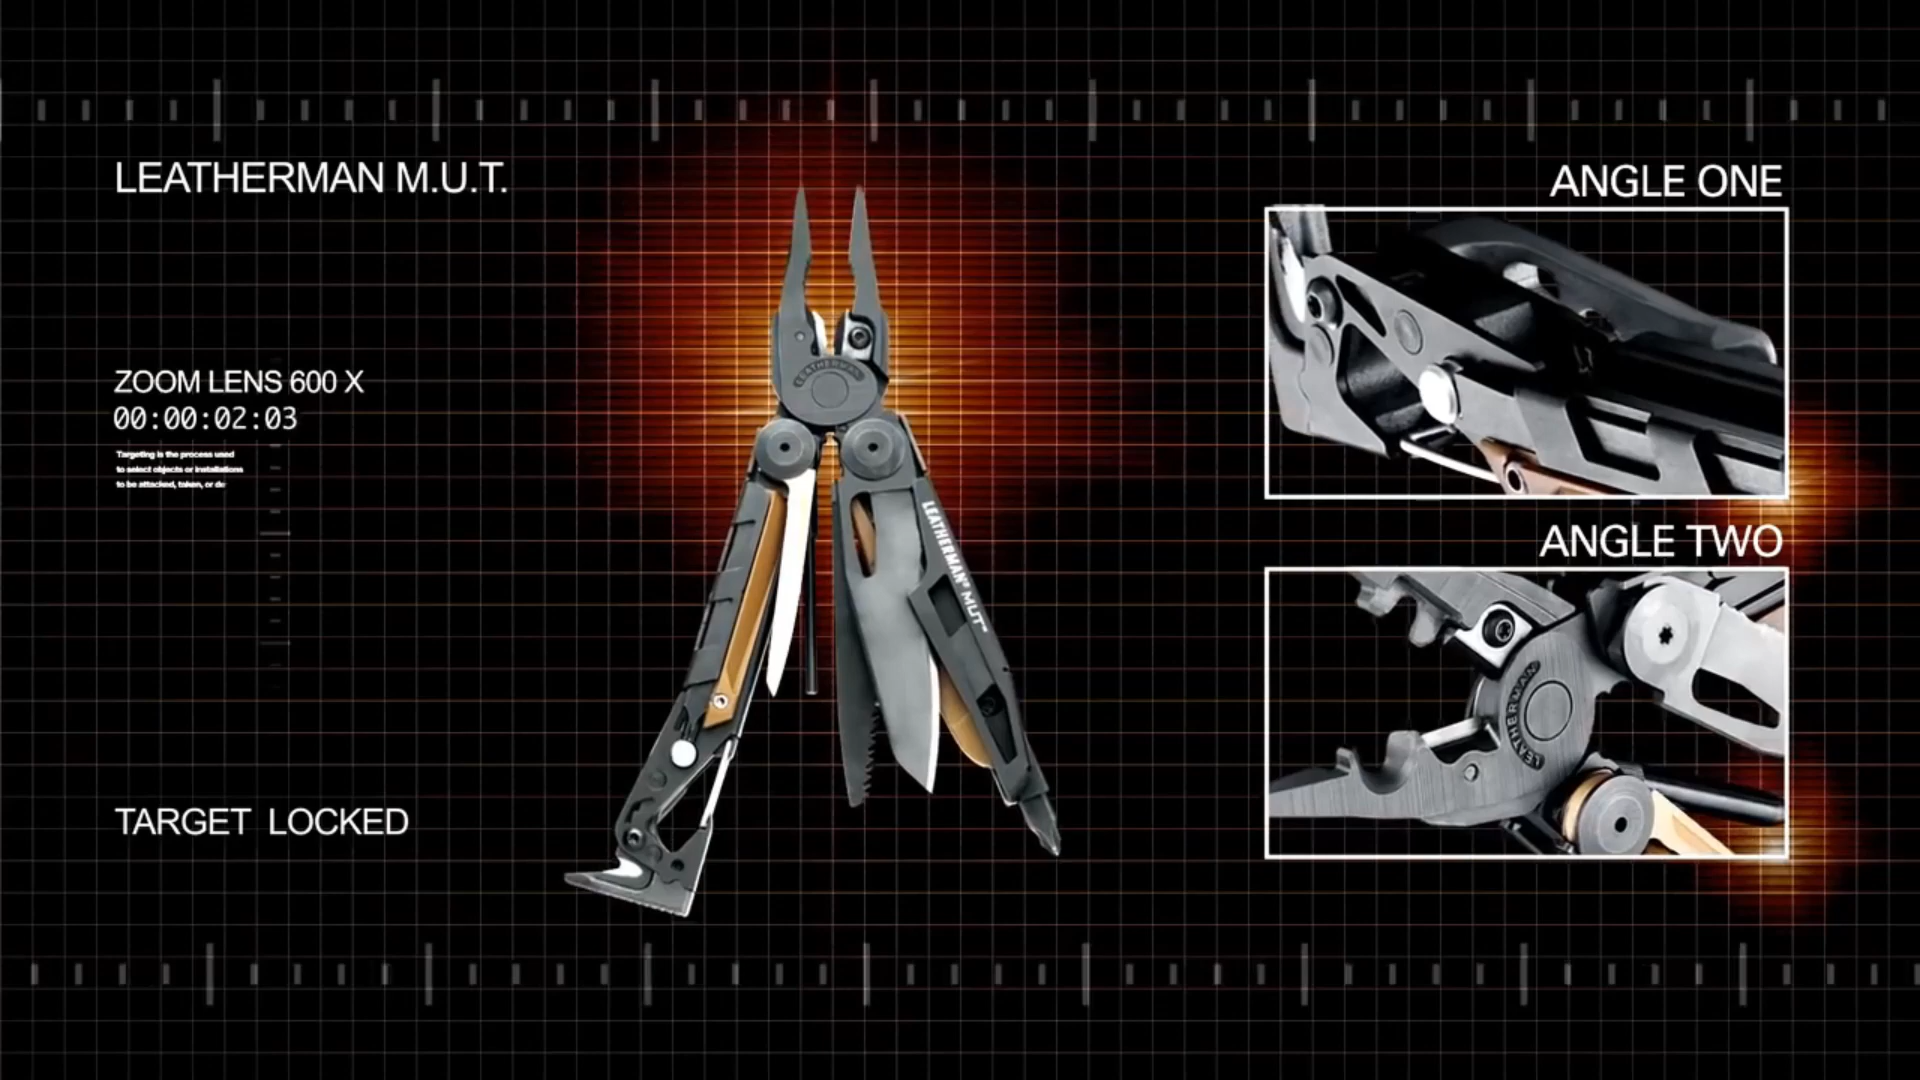 LEATHERMAN M.U.T.
ZOOM LENS 600 X
00:00:02:03
Targeting is the process used
to select objects or installations
to be attacked, taken, or de
TARGET LOCKED
LEATHERMAN
LEATHERMAN® MUT™
ANGLE ONE
ANGLE TWO
LEATHERMAN